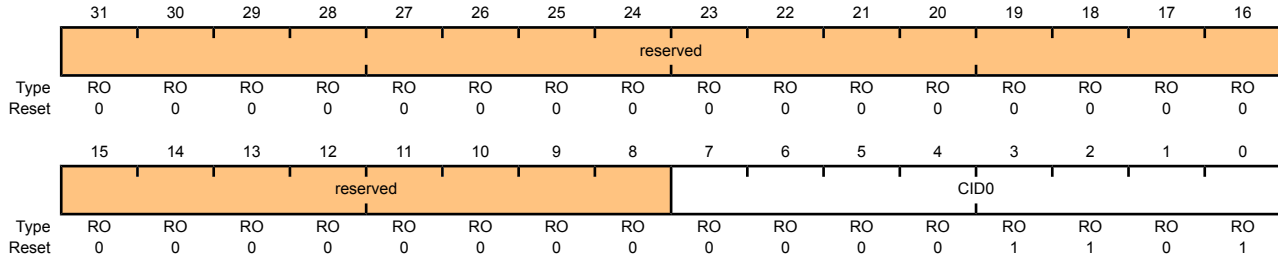 31 30 29 28 27 26 25 24 23 22 21 20 19 18 17 16
reserved
Type RO RO RO RO RO RO RO RO RO RO RO RO RO RO RO RO
Reset 0 0 0 0 0 0 0 0 0 0 0 0 0 0 0 0
15 14 13 12 11 10 9 8 7 6 5 4 3 2 1 0
reserved CID0
Type RO RO RO RO RO RO RO RO RO RO RO RO RO RO RO RO
Reset 0 0 0 0 0 0 0 0 0 0 0 0 1 1 0 1